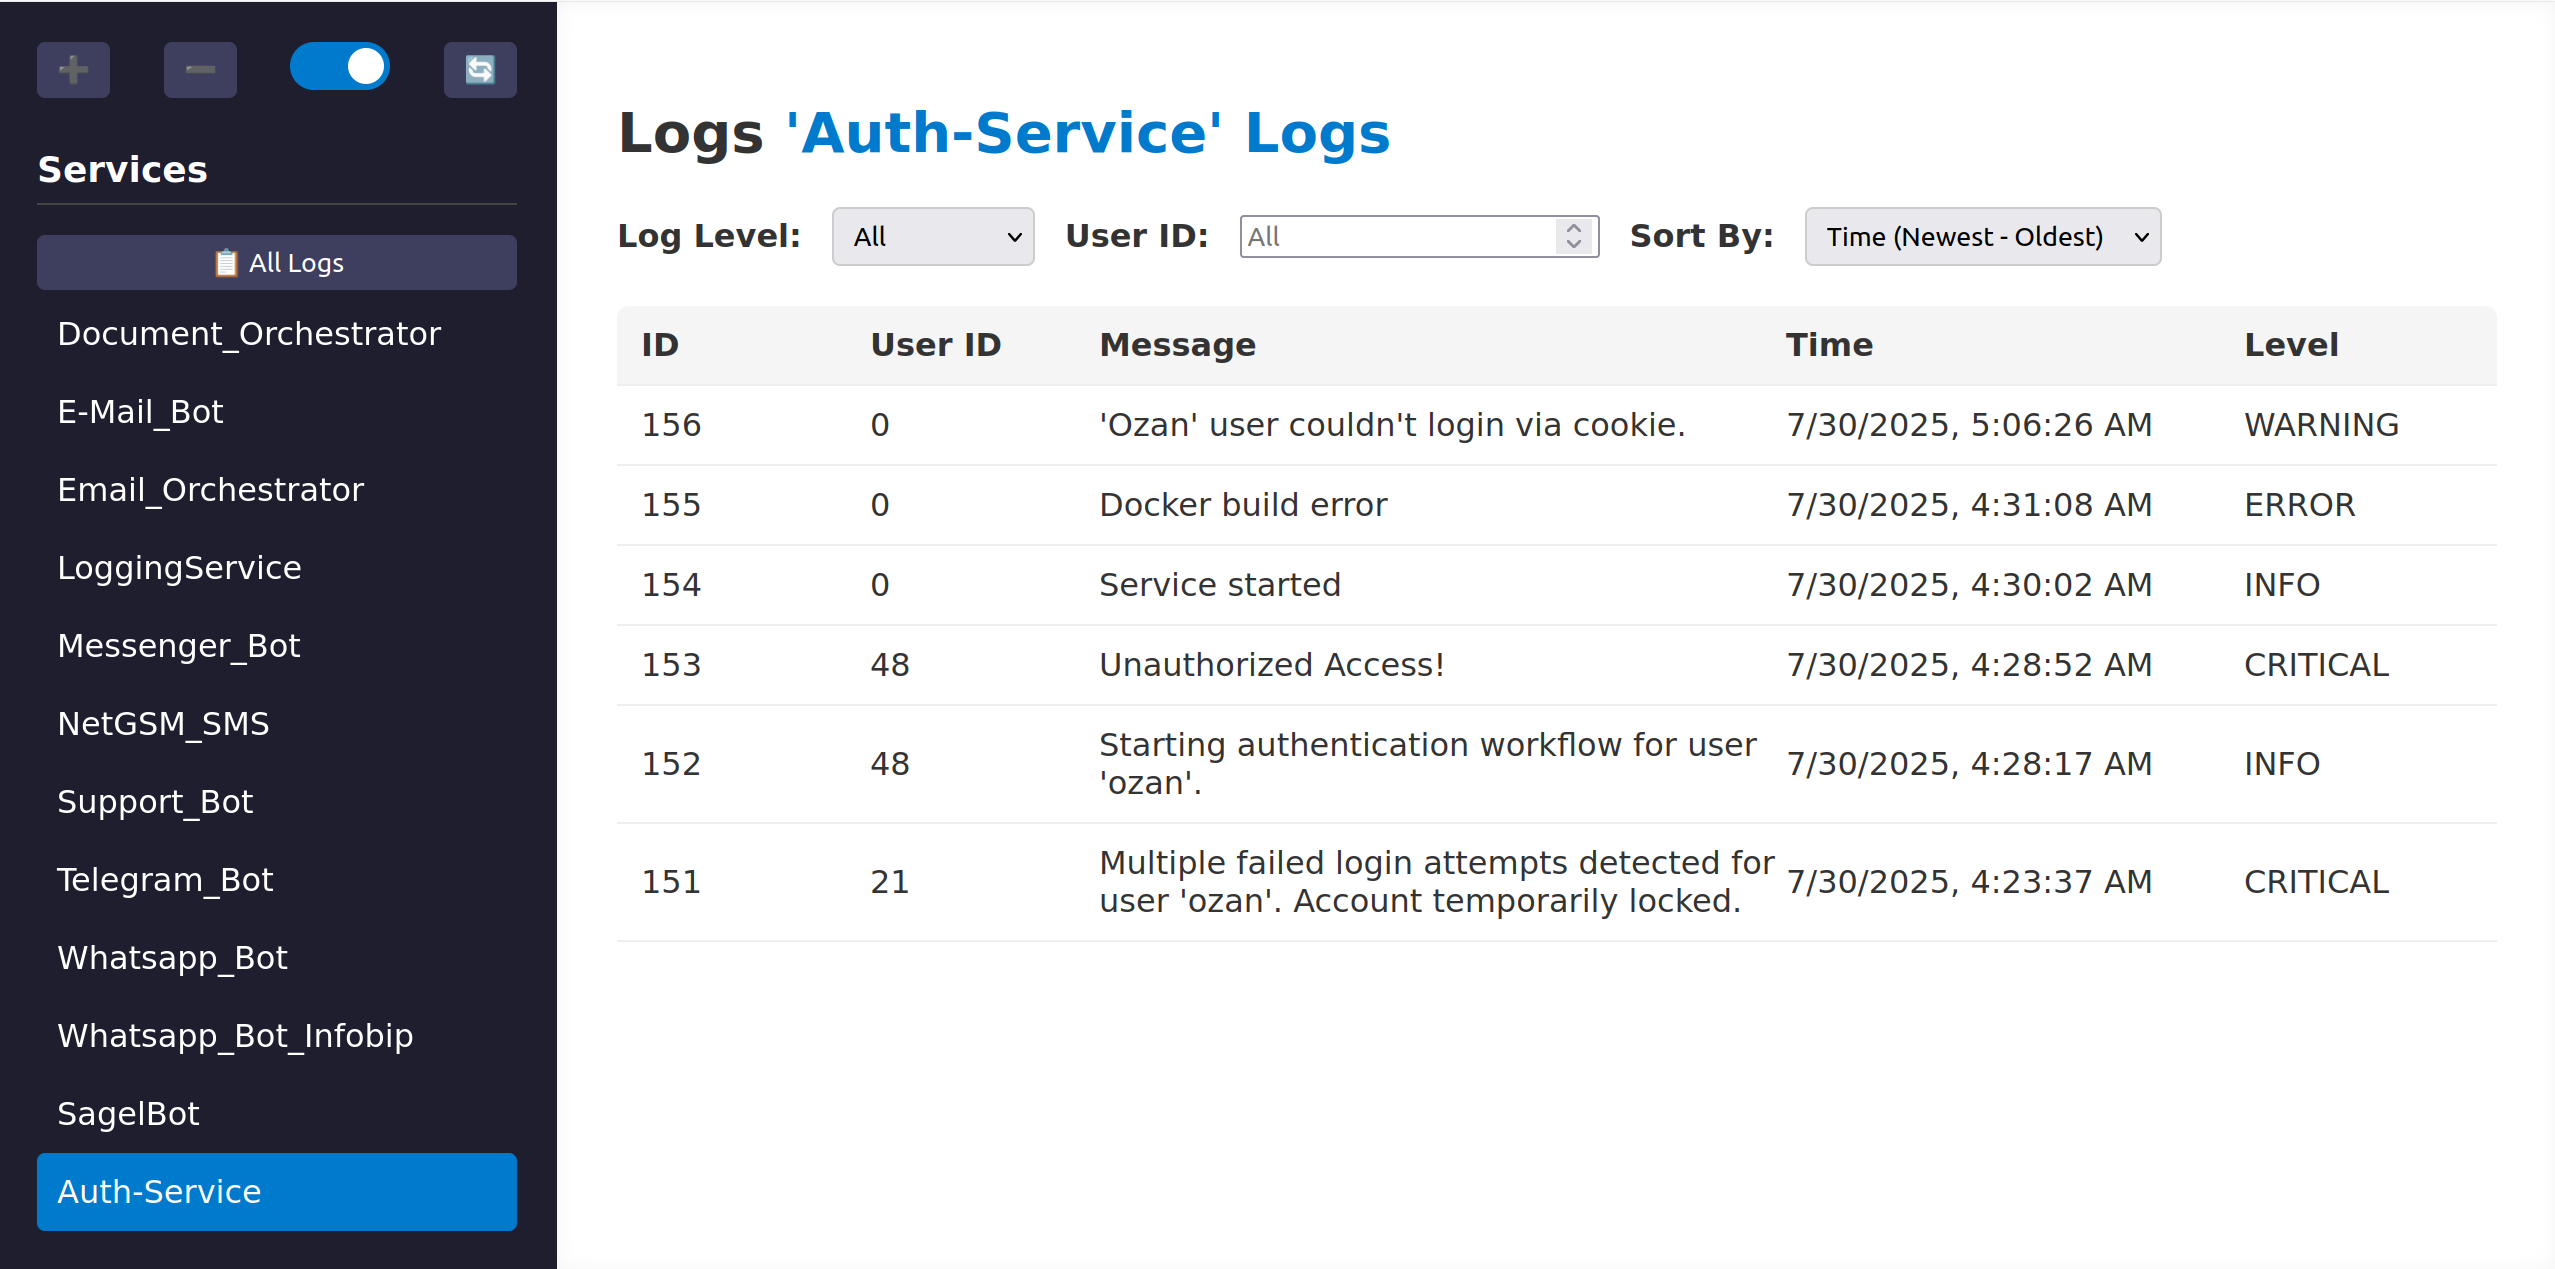 Services
All Logs
Document_Orchestrator
E-Mail_Bot
Email_Orchestrator
LoggingService
Messenger_Bot
NetGSM_SMS
Support_Bot
Telegram_Bot
Whatsapp_Bot
Whatsapp_Bot_Infobip
SagelBot
Auth-Service
Logs 'Auth-Service' Logs
Log Level: All User ID: All Sort By: Time (Newest - Oldest)
ID User ID Message Time Level
156 0 'Ozan' user couldn't login via cookie. 7/30/2025, 5:06:26 AM WARNING
155 0 Docker build error 7/30/2025, 4:31:08 AM ERROR
154 0 Service started 7/30/2025, 4:30:02 AM INFO
153 48 Unauthorized Access! 7/30/2025, 4:28:52 AM CRITICAL
152 48 Starting authentication workflow for user
'ozan'. 7/30/2025, 4:28:17 AM INFO
151 21 Multiple failed login attempts detected for
user 'ozan'. Account temporarily locked. 7/30/2025, 4:23:37 AM CRITICAL